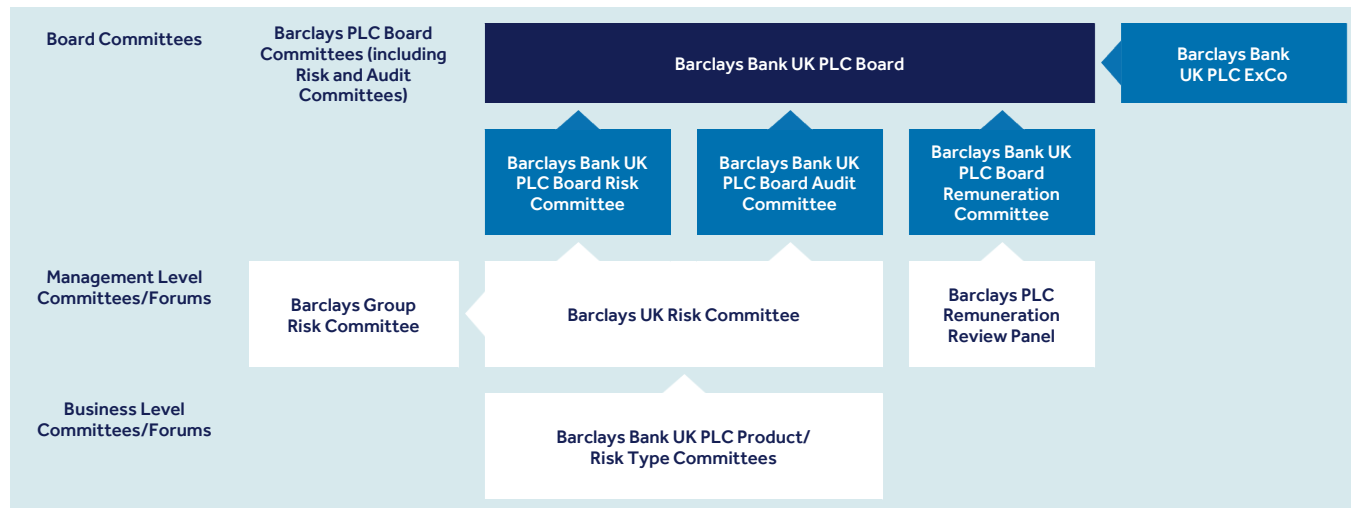 Board Committees
Barclays PLC Board
Committees (including
Risk and Audit
Committees)
Barclays Bank UK PLC Board
Barclays Bank
UK PLC ExCo
Barclays Bank UK
PLC Board Risk
Committee
Barclays Bank UK
PLC Board Audit
Committee
Barclays Bank UK
PLC Board
Remuneration
Committee
Management Level
Committees/Forums
Barclays Group
Risk Committee
Barclays UK Risk Committee
Barclays PLC
Remuneration
Review Panel
Business Level
Committees/Forums
Barclays Bank UK PLC Product/
Risk Type Committees